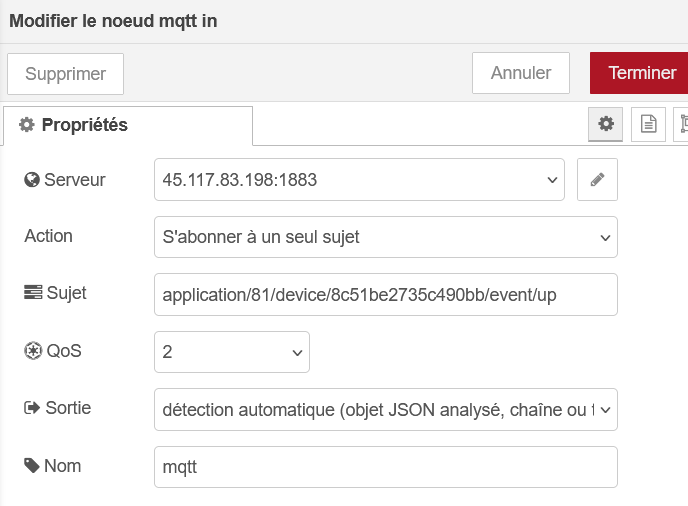 Modifier le noeud mqtt in
Supprimer Annuler Terminer
Propriétés
Serveur 45.117.83.198:1883
Action S'abonner à un seul sujet
Sujet application/81/device/8c51be2735c490bb/event/up
QoS 2
Sortie détection automatique (objet JSON analysé, chaîne ou t
Nom mqtt